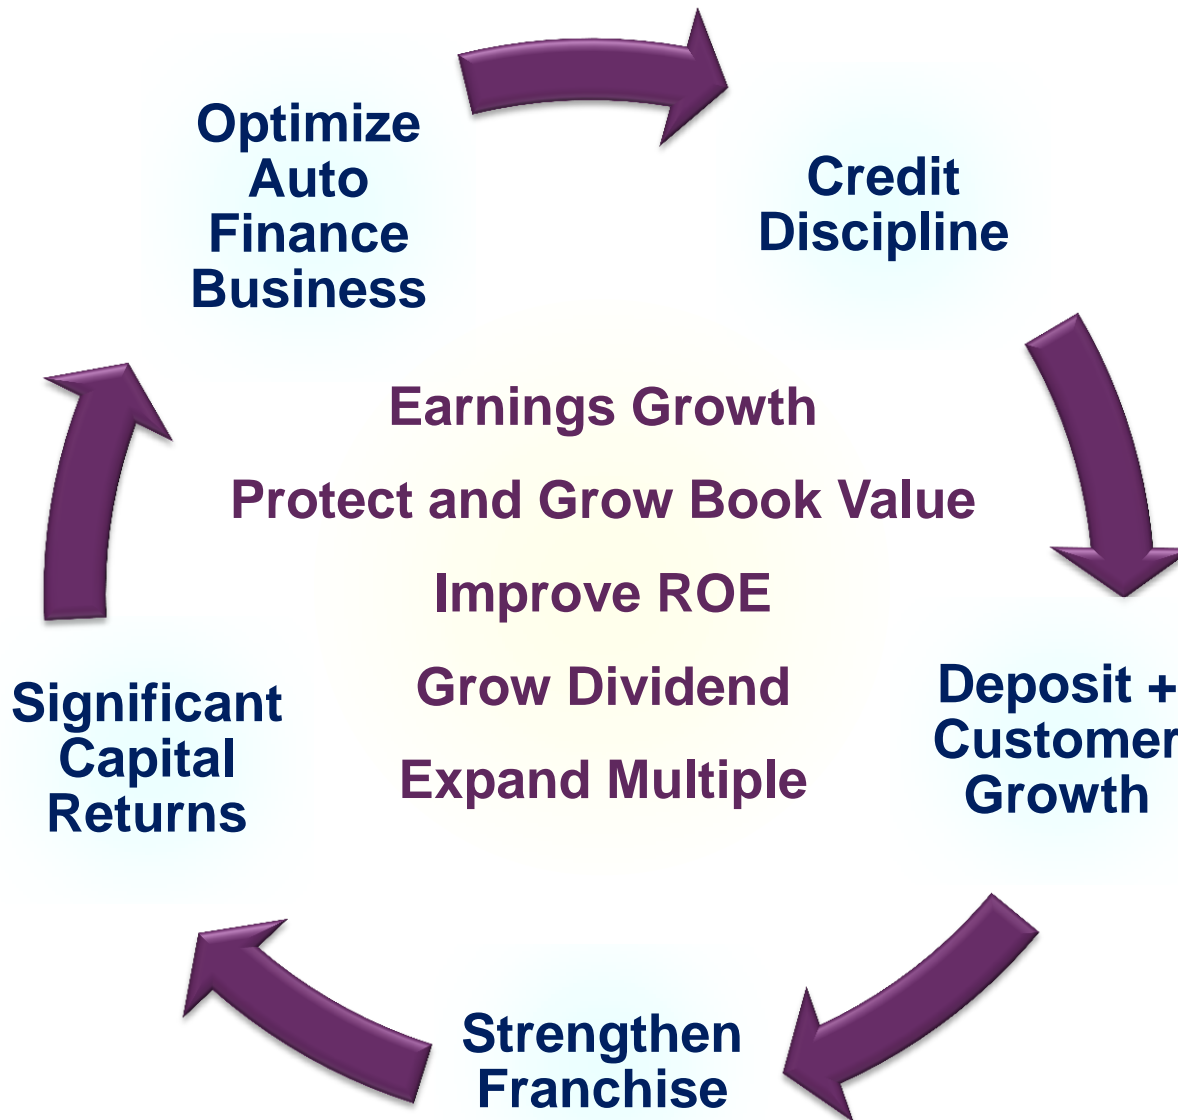 Optimize
Auto
Finance
Business
Credit
Discipline
Earnings Growth
Protect and Grow Book Value
Improve ROE
Grow Dividend
Expand Multiple
Deposit +
Customer
Growth
Strengthen
Franchise
Significant
Capital
Returns